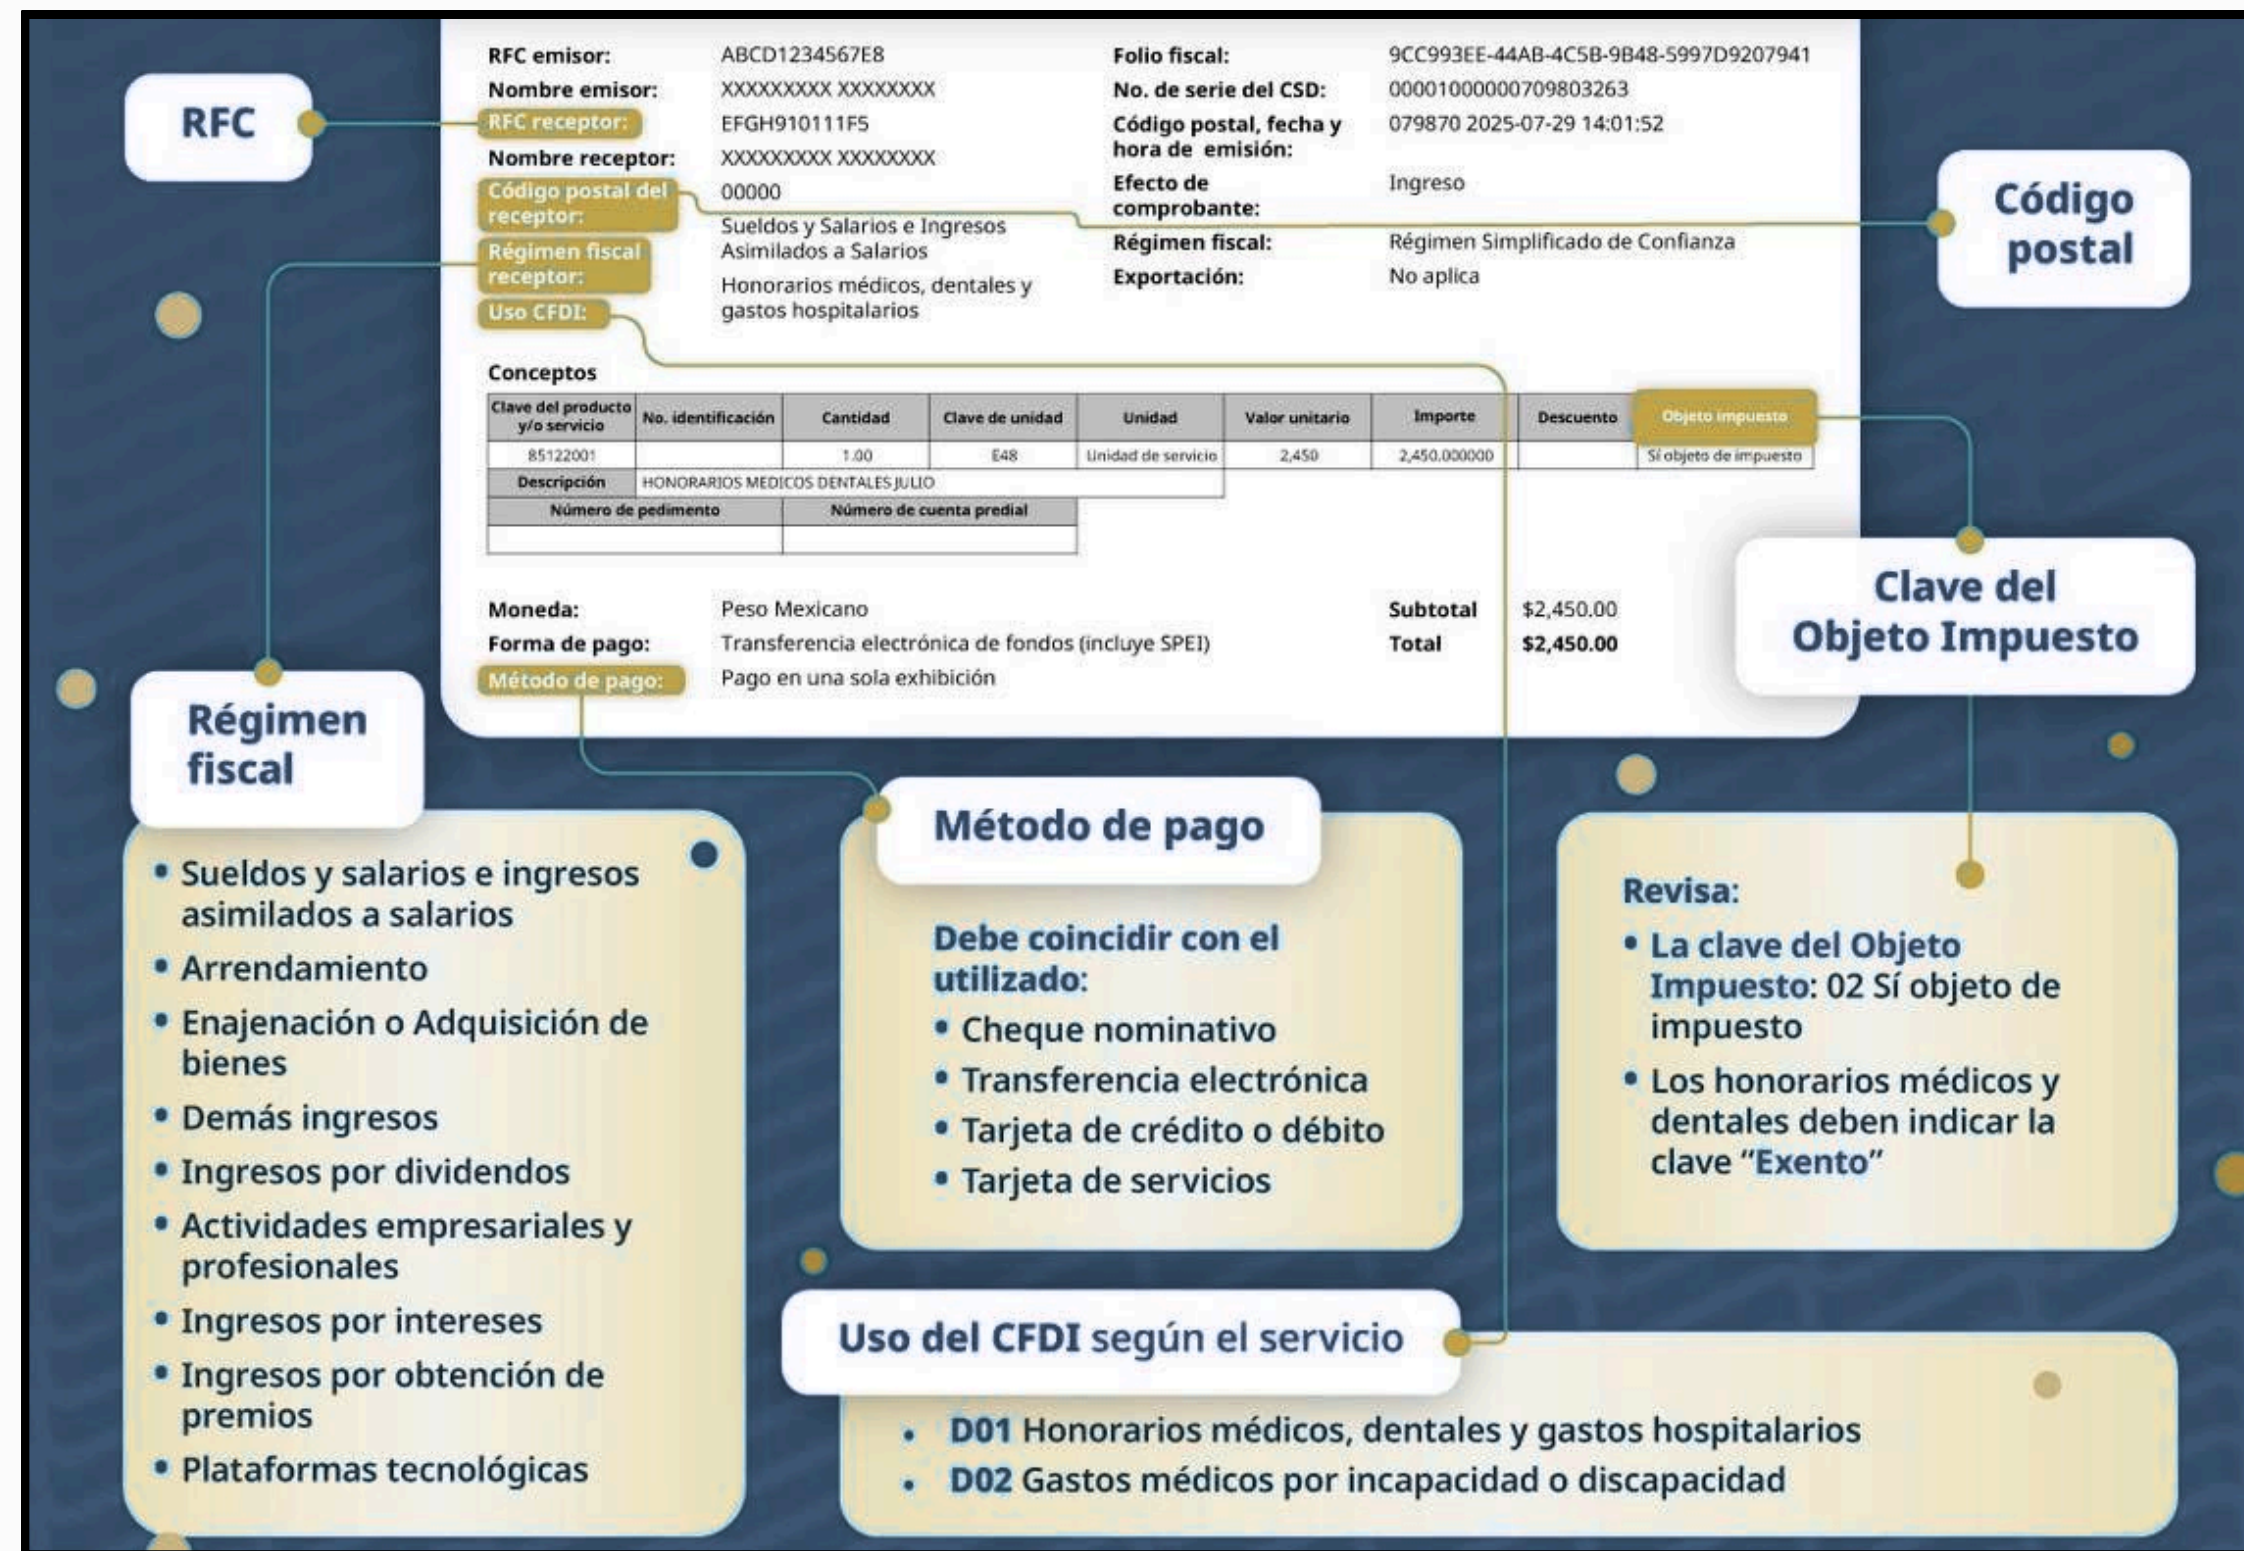 RFC
RFC emisor: ABCD1234567E8
Nombre emisor: XXXXXXXXX XXXXXXXX
RFC receptor: EFGH910111F5
Nombre receptor: XXXXXXXXX XXXXXXXX
Código postal del
receptor:
00000
Régimen fiscal
receptor:
Sueldos y Salarios e Ingresos
Asimilados a Salarios
Uso CFDI:
Honorarios médicos, dentales y
gastos hospitalarios
Folio fiscal: 9CC993EE-44AB-4C5B-9B48-5997D9207941
No. de serie del CSD: 00001000000709803263
Código postal, fecha y
hora de emisión:
079870 2025-07-29 14:01:52
Efecto de
comprobante:
Ingreso
Régimen fiscal: Régimen Simplificado de Confianza
Exportación: No aplica
Código
postal
Conceptos
Clave del producto
y/o servicio
No. identificación
Cantidad
Clave de unidad
Unidad
Valor unitario
Importe
Descuento
Objeto impuesto
85122001 1.00 E48 Unidad de servicio 2,450 2,450.000000 Sí objeto de impuesto
Descripción HONORARIOS MEDICOS DENTALES JULIO
Número de pedimento Número de cuenta predial
Clave del
Objeto Impuesto
Moneda: Peso Mexicano
Forma de pago: Transferencia electrónica de fondos (incluye SPEI)
Método de pago: Pago en una sola exhibición
Subtotal $2,450.00
Total $2,450.00
Régimen
fiscal
• Sueldos y salarios e ingresos
asimilados a salarios
• Arrendamiento
• Enajenación o Adquisición de
bienes
• Demás ingresos
• Ingresos por dividendos
• Actividades empresariales y
profesionales
• Ingresos por intereses
• Ingresos por obtención de
premios
• Plataformas tecnológicas
Método de pago
Debe coincidir con el
utilizado:
• Cheque nominativo
• Transferencia electrónica
• Tarjeta de crédito o débito
• Tarjeta de servicios
Revisa:
• La clave del Objeto
Impuesto: 02 Sí objeto de
impuesto
• Los honorarios médicos y
dentales deben indicar la
clave “Exento”
Uso del CFDI según el servicio
• D01 Honorarios médicos, dentales y gastos hospitalarios
• D02 Gastos médicos por incapacidad o discapacidad